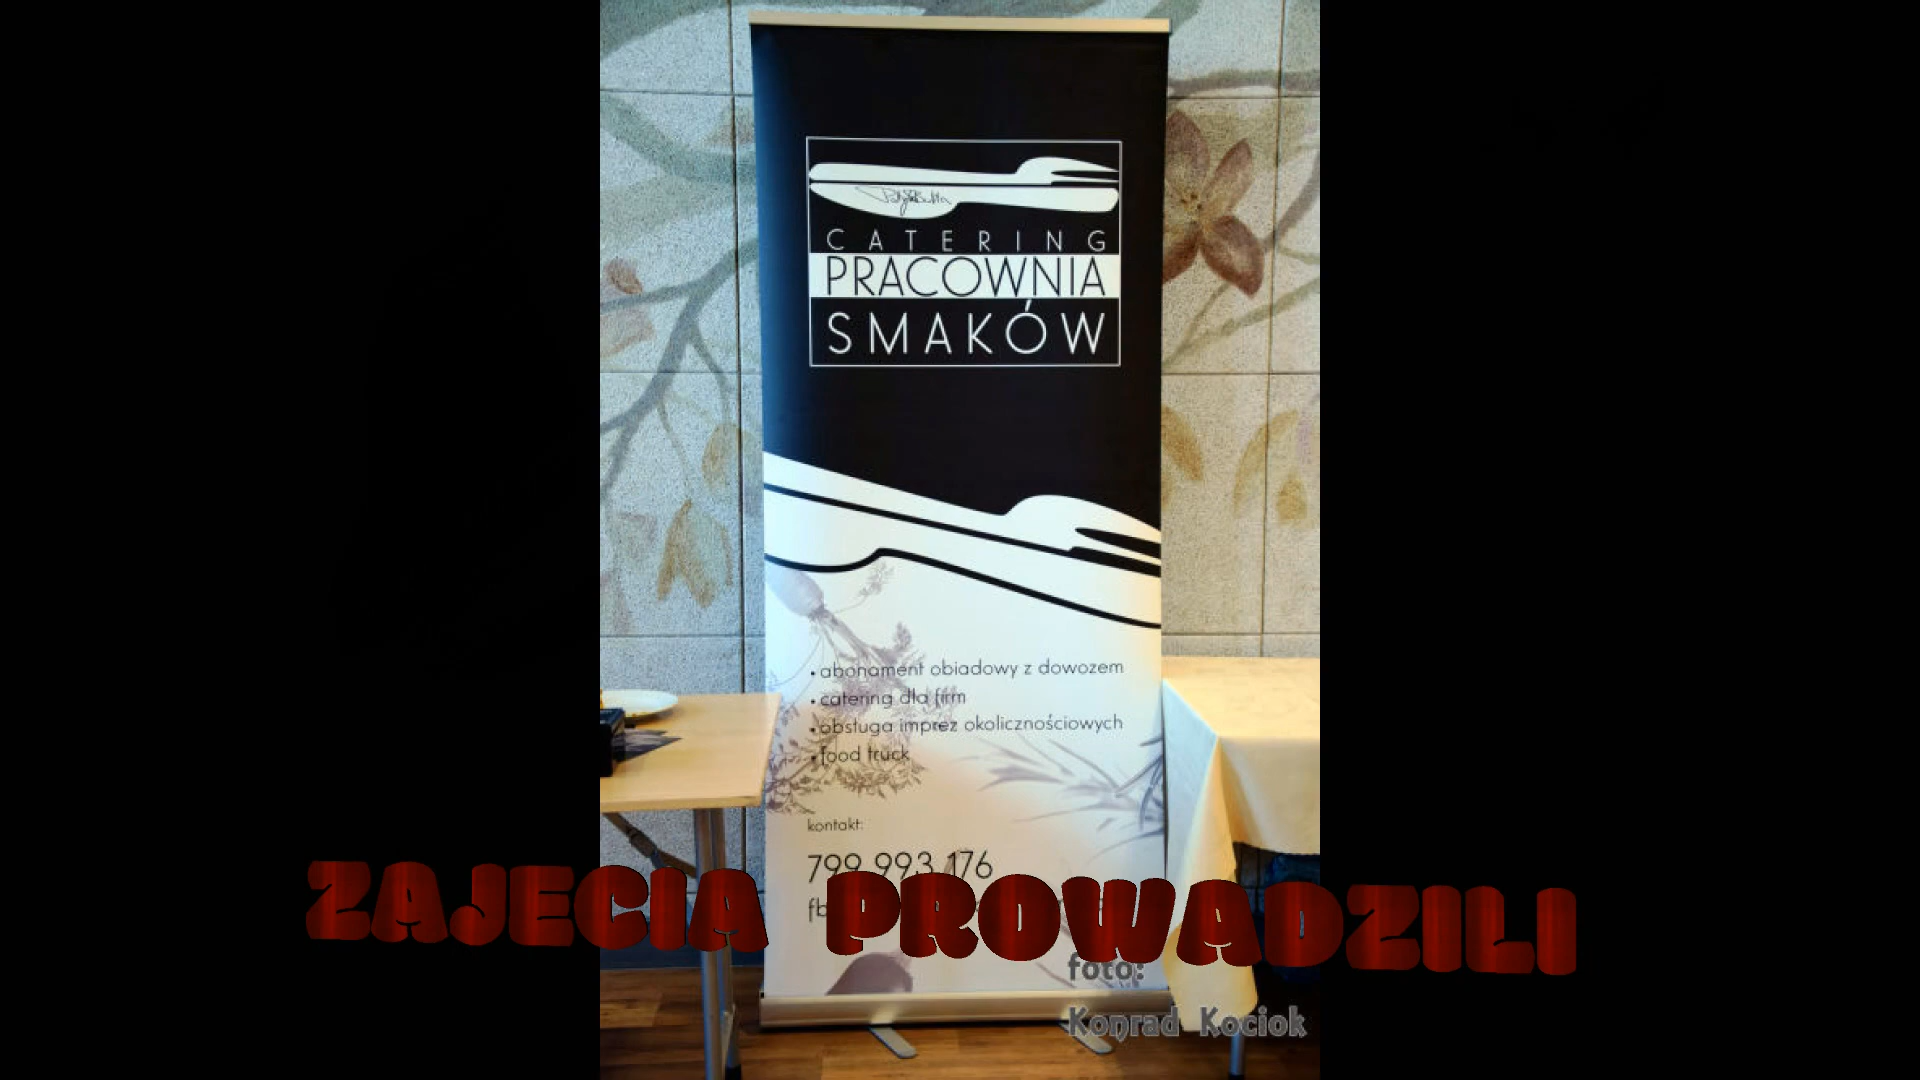 CATERING
PRACOWNIA
SMAKÓW
• abonament obiadowy z dowozem
• catering dla firm
• obsługa imprez okolicznościowych
• food truck
kontakt:
799 993 176
fb
ZAJECIA PROWADZILI
foto:
Konrad Kociok